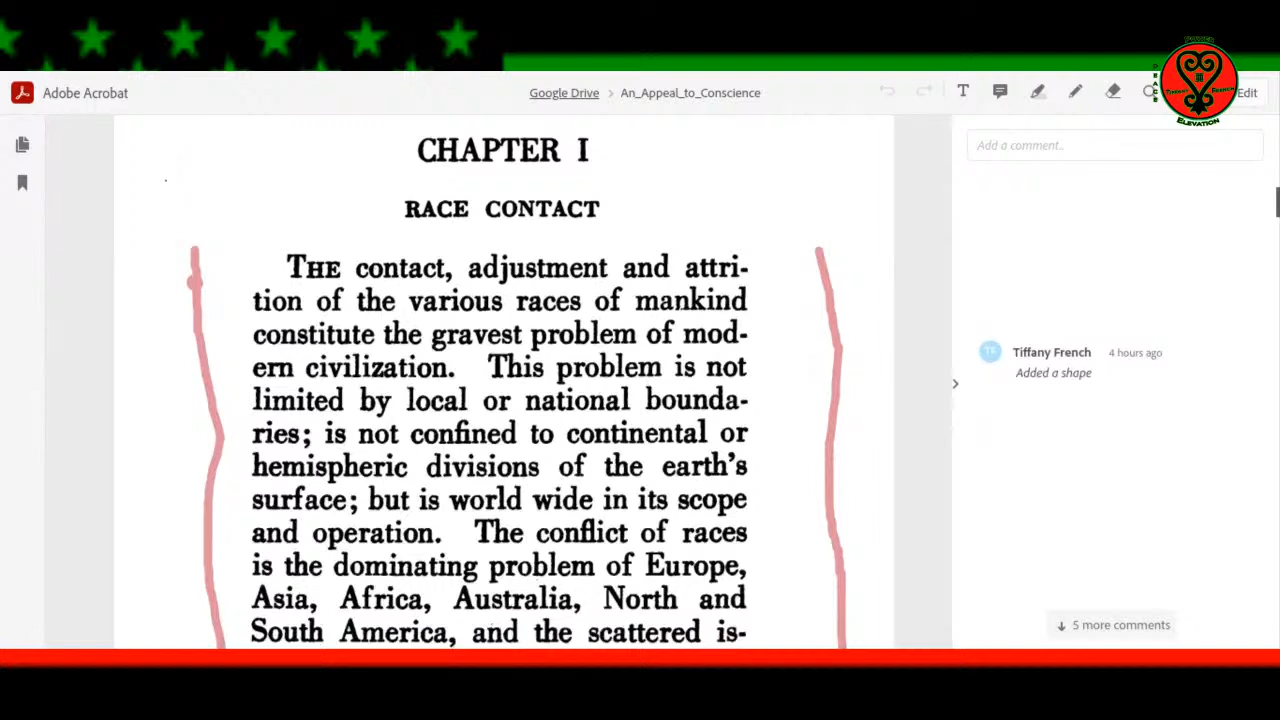 POWER
PEACE
TIFFANY FRENCH
ELEVATION
Adobe Acrobat
Google Drive > An_Appeal_to_Conscience
T
Edit
Add a comment..
CHAPTER I
RACE CONTACT
THE contact, adjustment and attri-
tion of the various races of mankind
constitute the gravest problem of mod-
ern civilization. This problem is not
limited by local or national bounda-
ries; is not confined to continental or
hemispheric divisions of the earth's
surface; but is world wide in its scope
and operation. The conflict of races
is the dominating problem of Europe,
Asia, Africa, Australia, North and
South America, and the scattered is-
TF
Tiffany French 4 hours ago
Added a shape
5 more comments